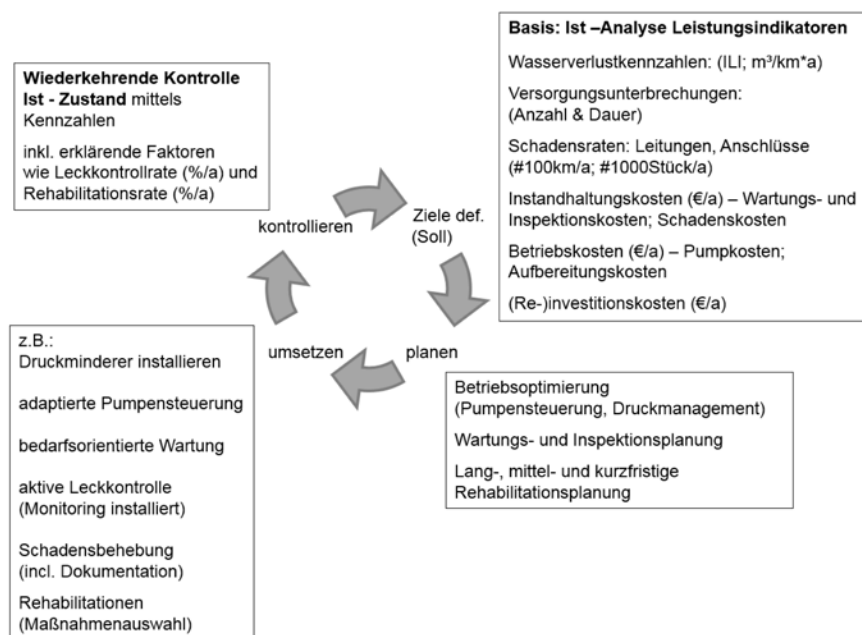 Basis: Ist –Analyse Leistungsindikatoren
Wasserverlustkennzahlen: (ILI; m³/km*a)
Versorgungsunterbrechungen:
(Anzahl & Dauer)
Schadensraten: Leitungen, Anschlüsse
(#100km/a; #1000Stück/a)
Instandhaltungskosten (€/a) – Wartungs- und
Inspektionskosten; Schadenskosten
Betriebskosten (€/a) – Pumpkosten;
Aufbereitungskosten
(Re-)investitionskosten (€/a)
Wiederkehrende Kontrolle
Ist - Zustand mittels
Kennzahlen
inkl. erklärende Faktoren
wie Leckkontrollrate (%/a) und
Rehabilitationsrate (%/a)
kontrollieren
Ziele def.
(Soll)
umsetzen
planen
z.B.:
Druckminderer installieren
adaptierte Pumpensteuerung
bedarfsorientierte Wartung
aktive Leckkontrolle
(Monitoring installiert)
Schadensbehebung
(incl. Dokumentation)
Rehabilitationen
(Maßnahmenauswahl)
Betriebsoptimierung
(Pumpensteuerung, Druckmanagement)
Wartungs- und Inspektionsplanung
Lang-, mittel- und kurzfristige
Rehabilitationsplanung